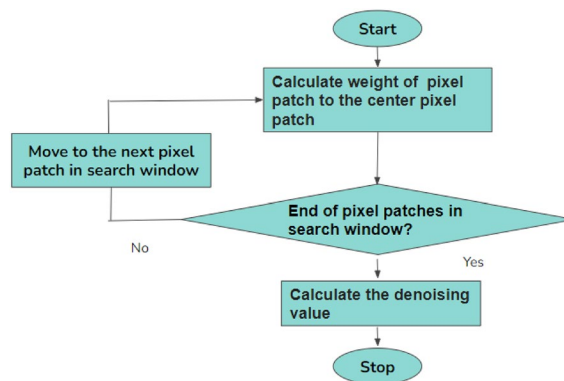 Start
Calculate weight of pixel
patch to the center pixel
patch
Move to the next pixel
patch in search window
End of pixel patches in
search window?
No
Yes
Calculate the denoising
value
Stop